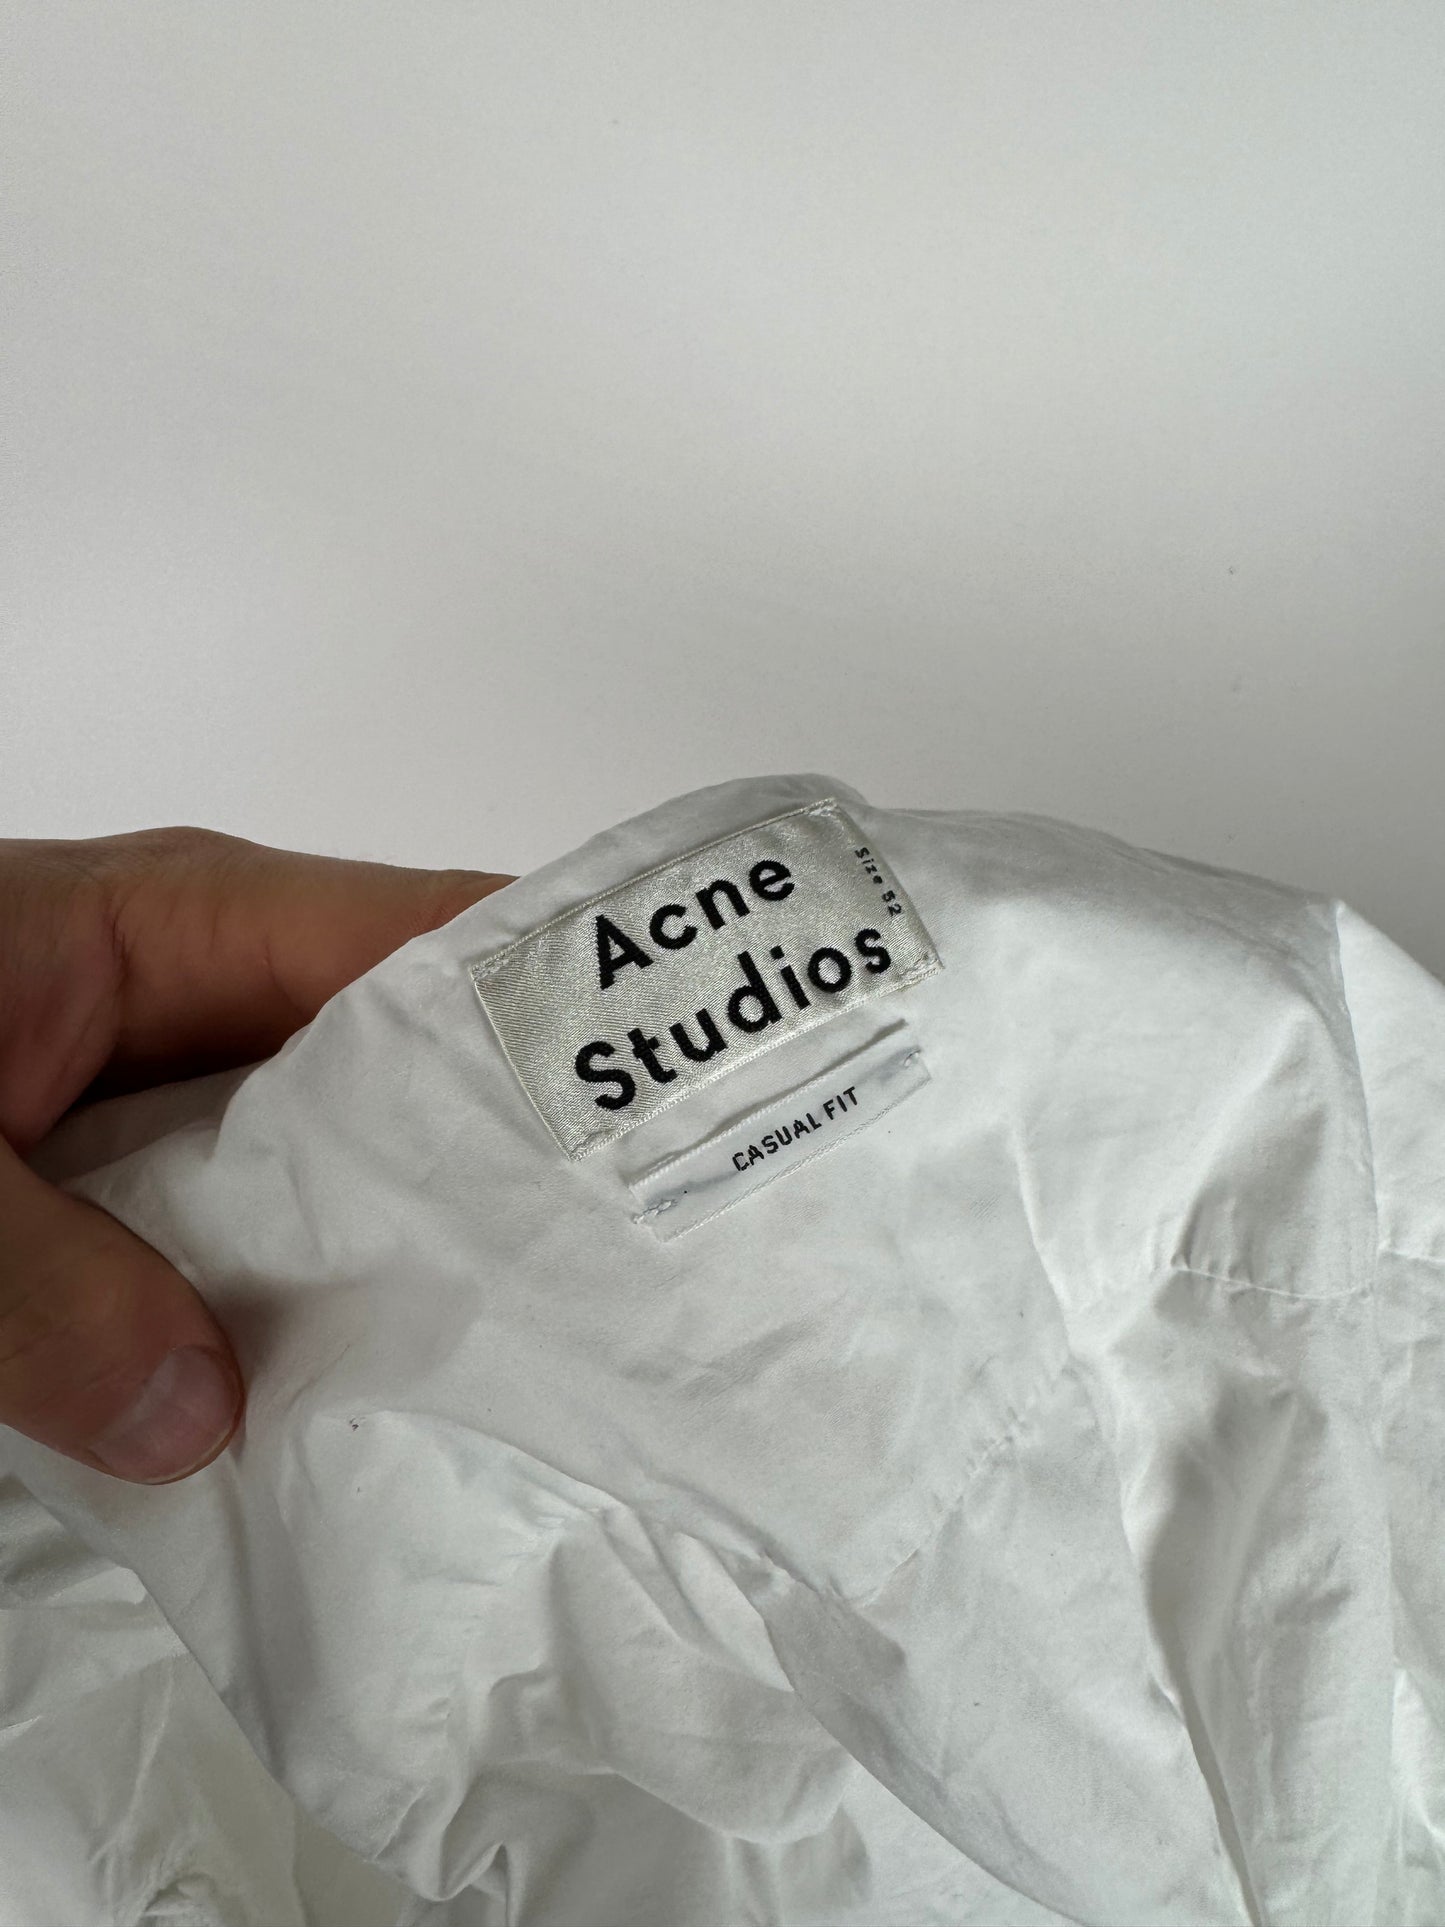 Acne
Studios
Size 52
CASUAL FIT